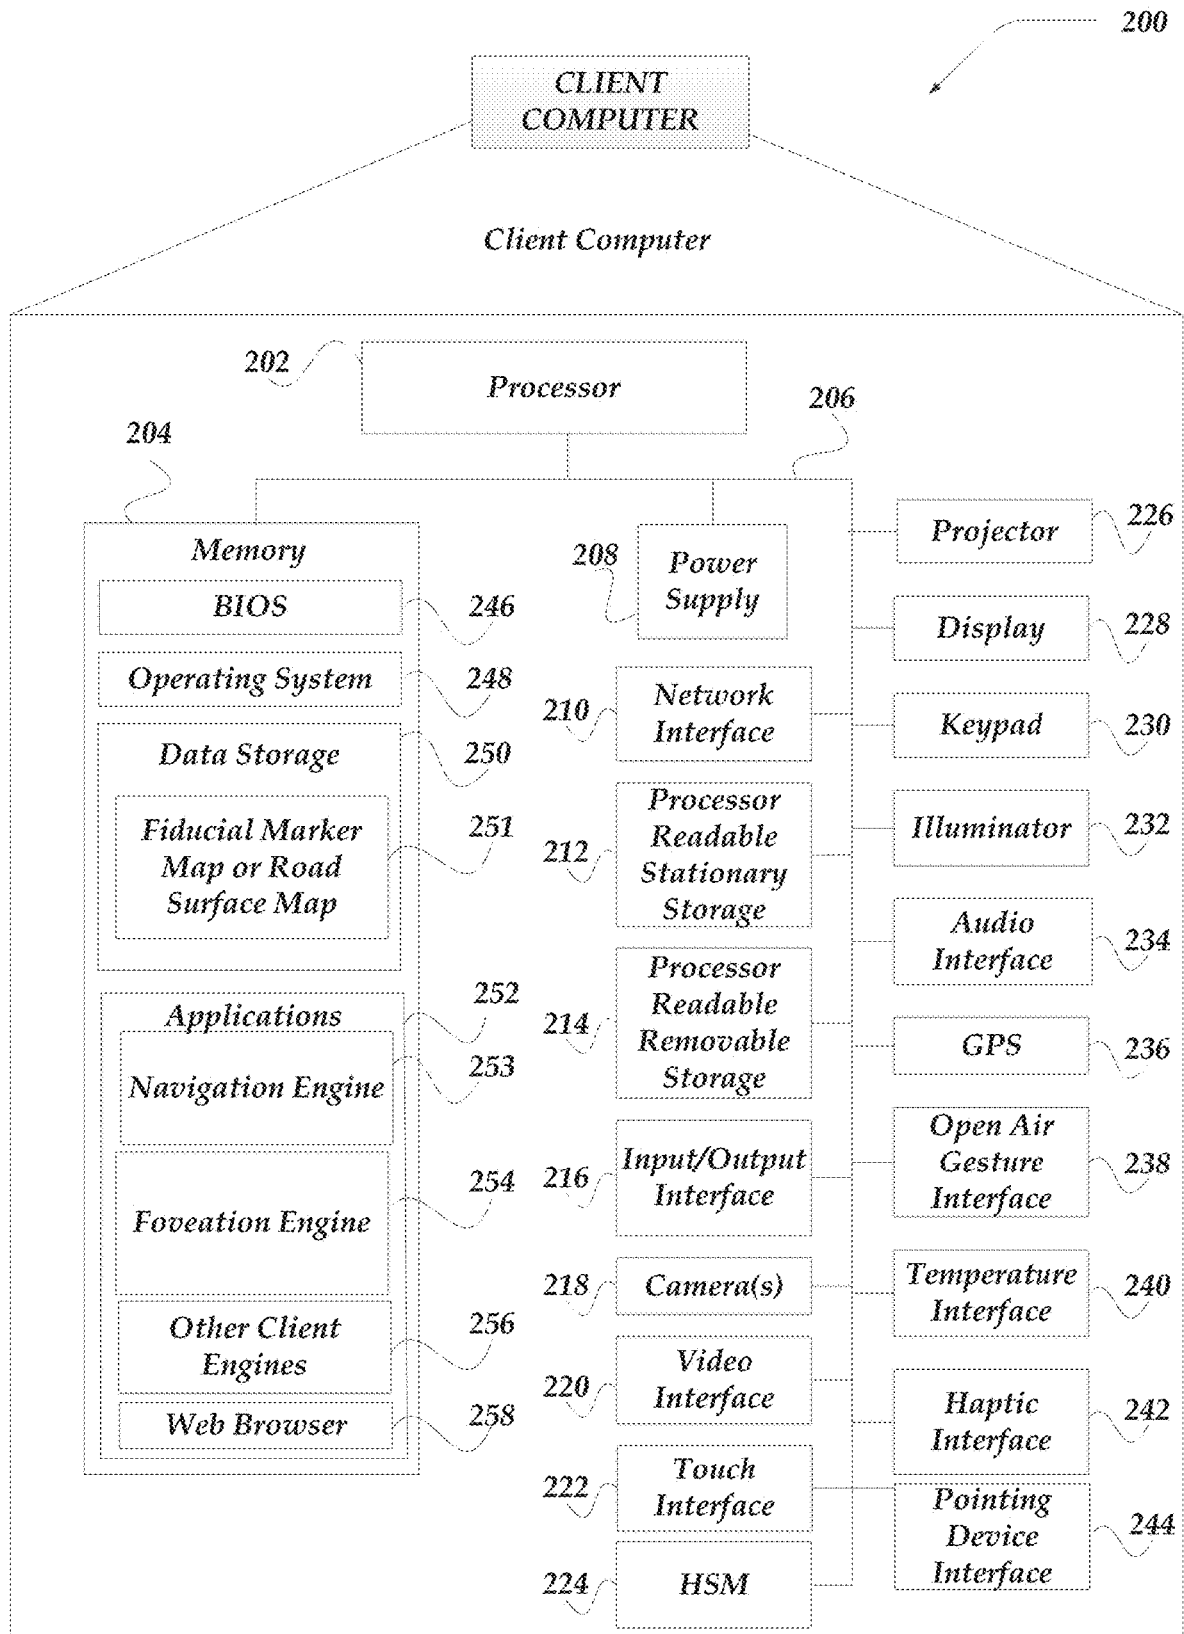 200
CLIENT
COMPUTER
Client Computer
202
Processor
206
204
Memory
BIOS
246
Operating System
248
Data Storage
250
Fiducial Marker
Map or Road
Surface Map
251
Applications
252
Navigation Engine
253
Foveation Engine
254
Other Client
Engines
256
Web Browser
258
208
Power
Supply
210
Network
Interface
212
Processor
Readable
Stationary
Storage
214
Processor
Readable
Removable
Storage
216
Input/Output
Interface
218
Camera(s)
220
Video
Interface
222
Touch
Interface
224
HSM
Projector
226
Display
228
Keypad
230
Illuminator
232
Audio
Interface
234
GPS
236
Open Air
Gesture
Interface
238
Temperature
Interface
240
Haptic
Interface
242
Pointing
Device
Interface
244